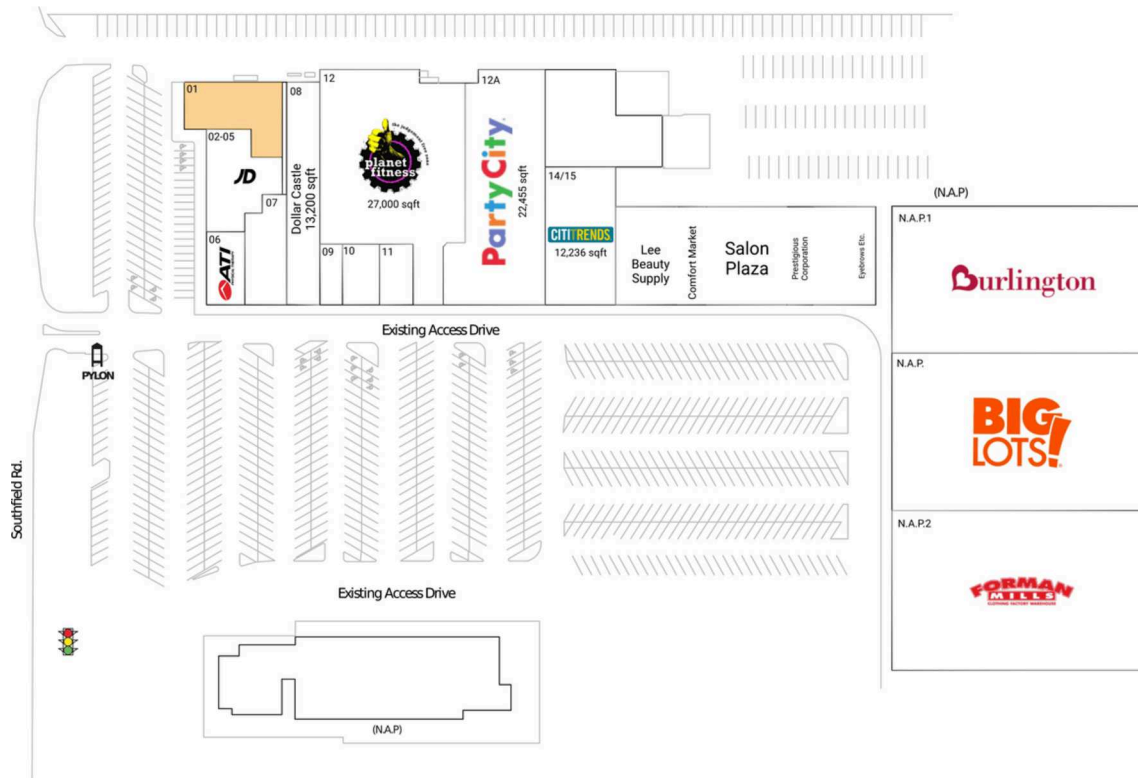 01
08
12
12A
02-05
JD
the judgement free zone
planet
fitness
27,000 sqft
Dollar Castle
13,200 sqft
PartyCity
22,455 sqft
14/15
07
CITITRENDS
12,236 sqft
06
ATI
09
10
11
Lee
Beauty
Supply
Comfort Market
Salon
Plaza
Prestigious
Corporation
Eyebrows Etc.
(N.A.P)
N.A.P.1
Burlington
Existing Access Drive
PYLON
N.A.P.
BIG
LOTS!
Southfield Rd.
N.A.P.2
FORMAN
MILLS
CLOTHING FACTORY WAREHOUSE
Existing Access Drive
(N.A.P)